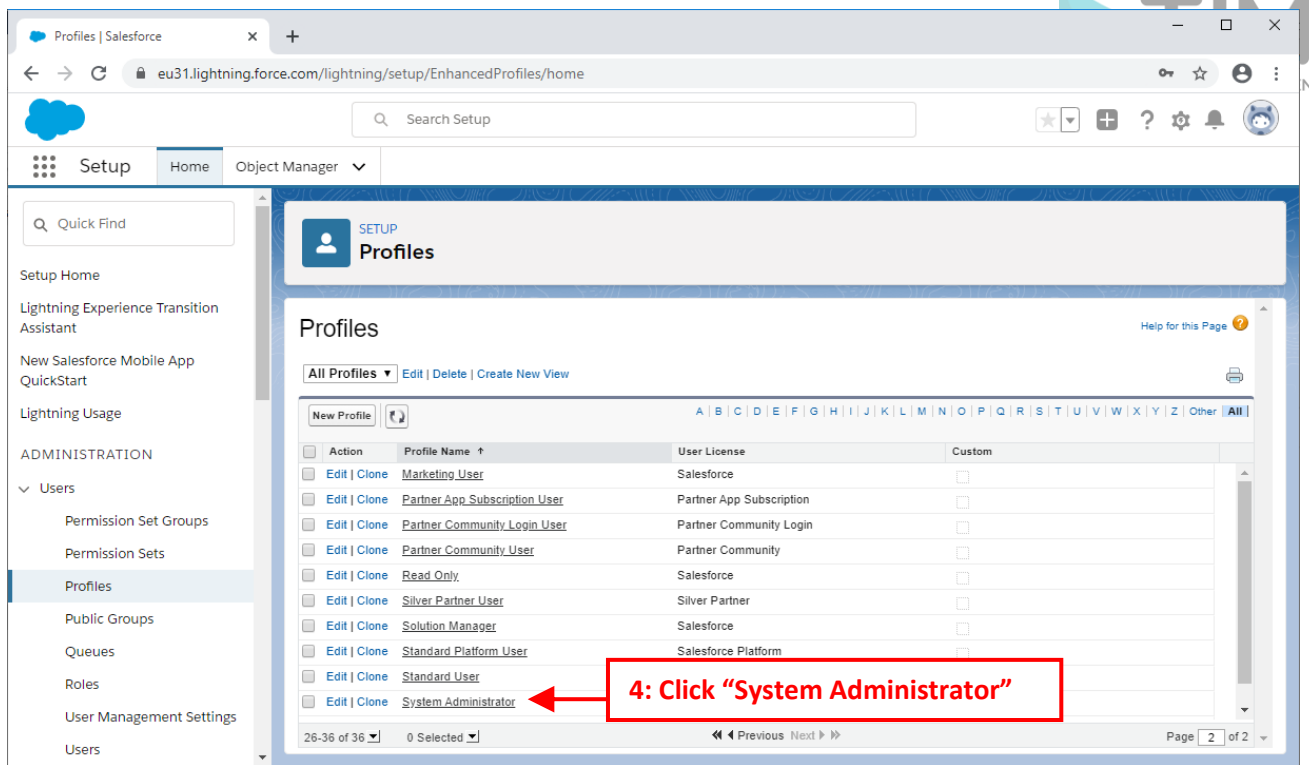 Profiles | Salesforce
eu31.lightning.force.com/lightning/setup/EnhancedProfiles/home
Search Setup
Setup Home Object Manager
Quick Find
Setup Home
Lightning Experience Transition
Assistant
New Salesforce Mobile App
QuickStart
Lightning Usage
ADMINISTRATION
Users
Permission Set Groups
Permission Sets
Profiles
Public Groups
Queues
Roles
User Management Settings
Users
SETUP
Profiles
Profiles
Help for this Page
All Profiles Edit | Delete | Create New View
New Profile A | B | C | D | E | F | G | H | I | J | K | L | M | N | O | P | Q | R | S | T | U | V | W | X | Y | Z | Other | All |
Action Profile Name User License Custom
Edit | Clone Marketing User Salesforce
Edit | Clone Partner App Subscription User Partner App Subscription
Edit | Clone Partner Community Login User Partner Community Login
Edit | Clone Partner Community User Partner Community
Edit | Clone Read Only Salesforce
Edit | Clone Silver Partner User Silver Partner
Edit | Clone Solution Manager Salesforce
Edit | Clone Standard Platform User Salesforce Platform
Edit | Clone Standard User
Edit | Clone System Administrator
4: Click “System Administrator”
26-36 of 36 0 Selected Previous Next Page 2 of 2